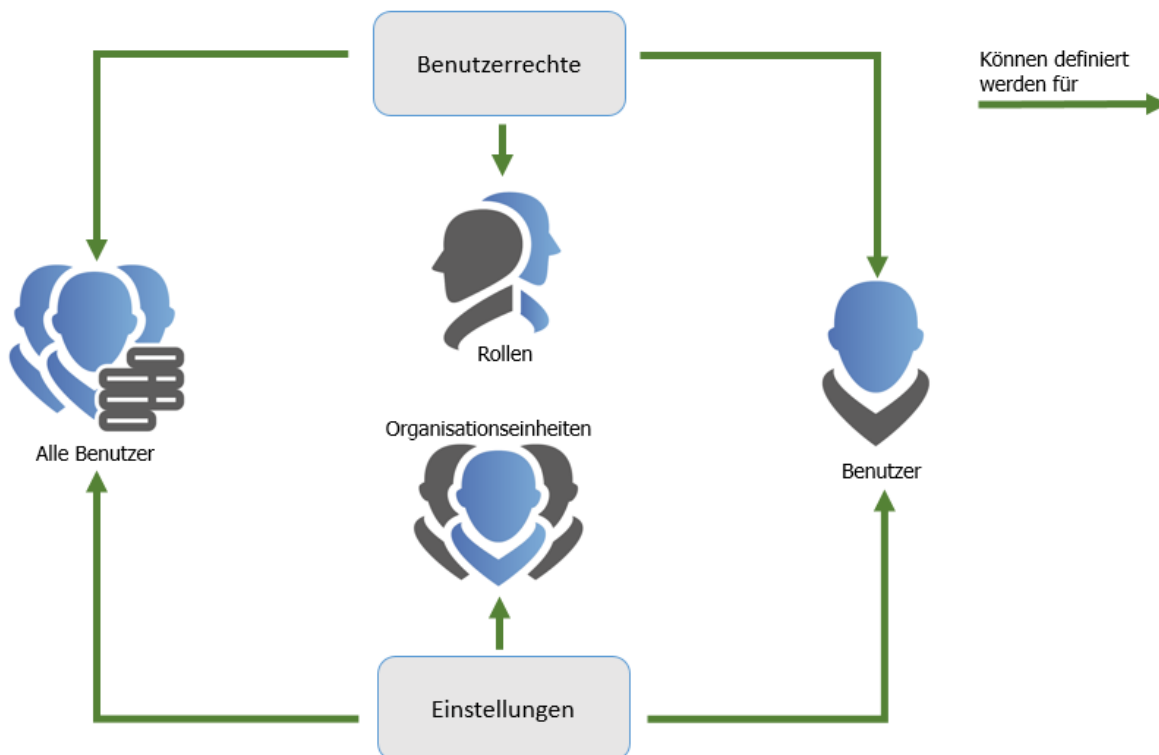 Benutzerrechte
Können definiert
werden für
Rollen
Organisationseinheiten
Alle Benutzer
Benutzer
Einstellungen